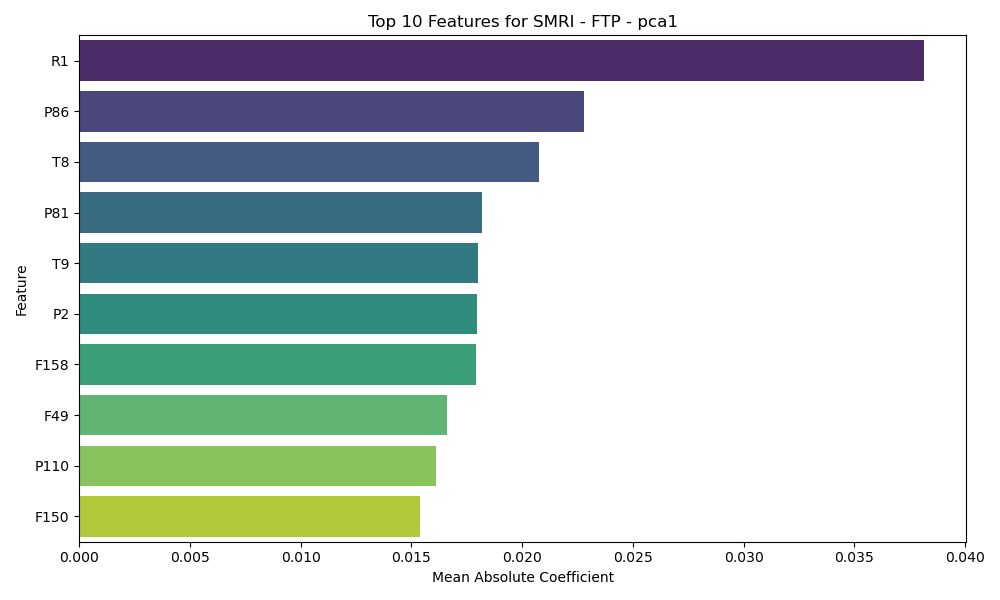 Top 10 Features for SMRI - FTP - pca1
Feature
R1
P86
T8
P81
T9
P2
F158
F49
P110
F150
0.000 0.005 0.010 0.015 0.020 0.025 0.030 0.035 0.040
Mean Absolute Coefficient